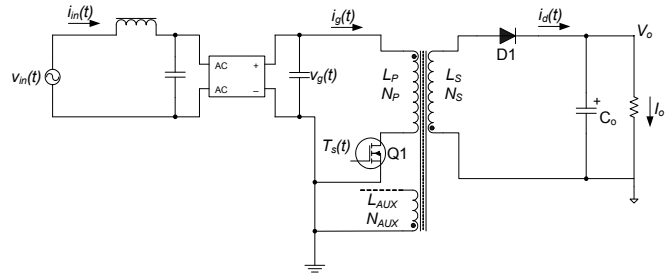 i_in(t)
i_g(t)
i_d(t)
V_o
D1
AC
+
v_in(t)
v_g(t)
AC
–
L_P
N_P
L_S
N_S
+
C_o
I_o
T_s(t)
Q1
L_AUX
N_AUX